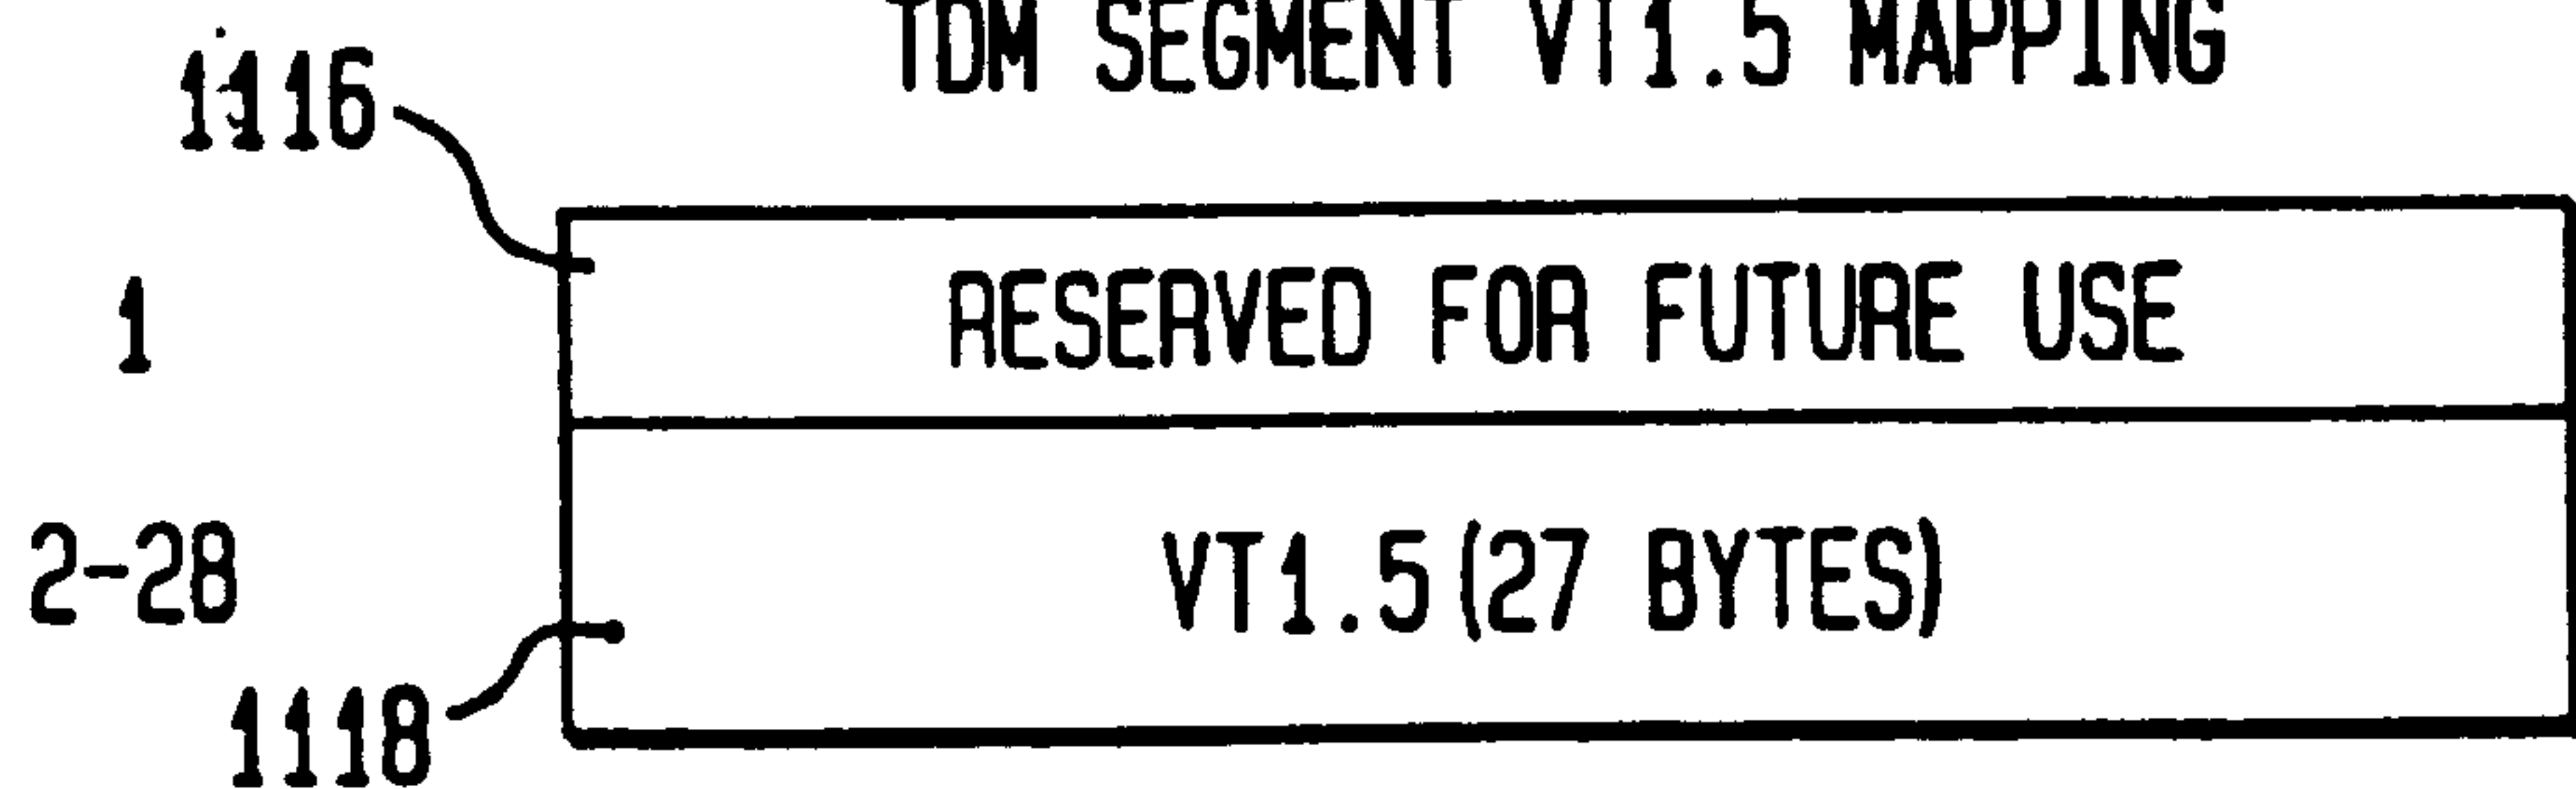 TDM SEGMENT VT1.5 MAPPING
1116
1
RESERVED FOR FUTURE USE
2-28
VT1.5(27 BYTES)
1118